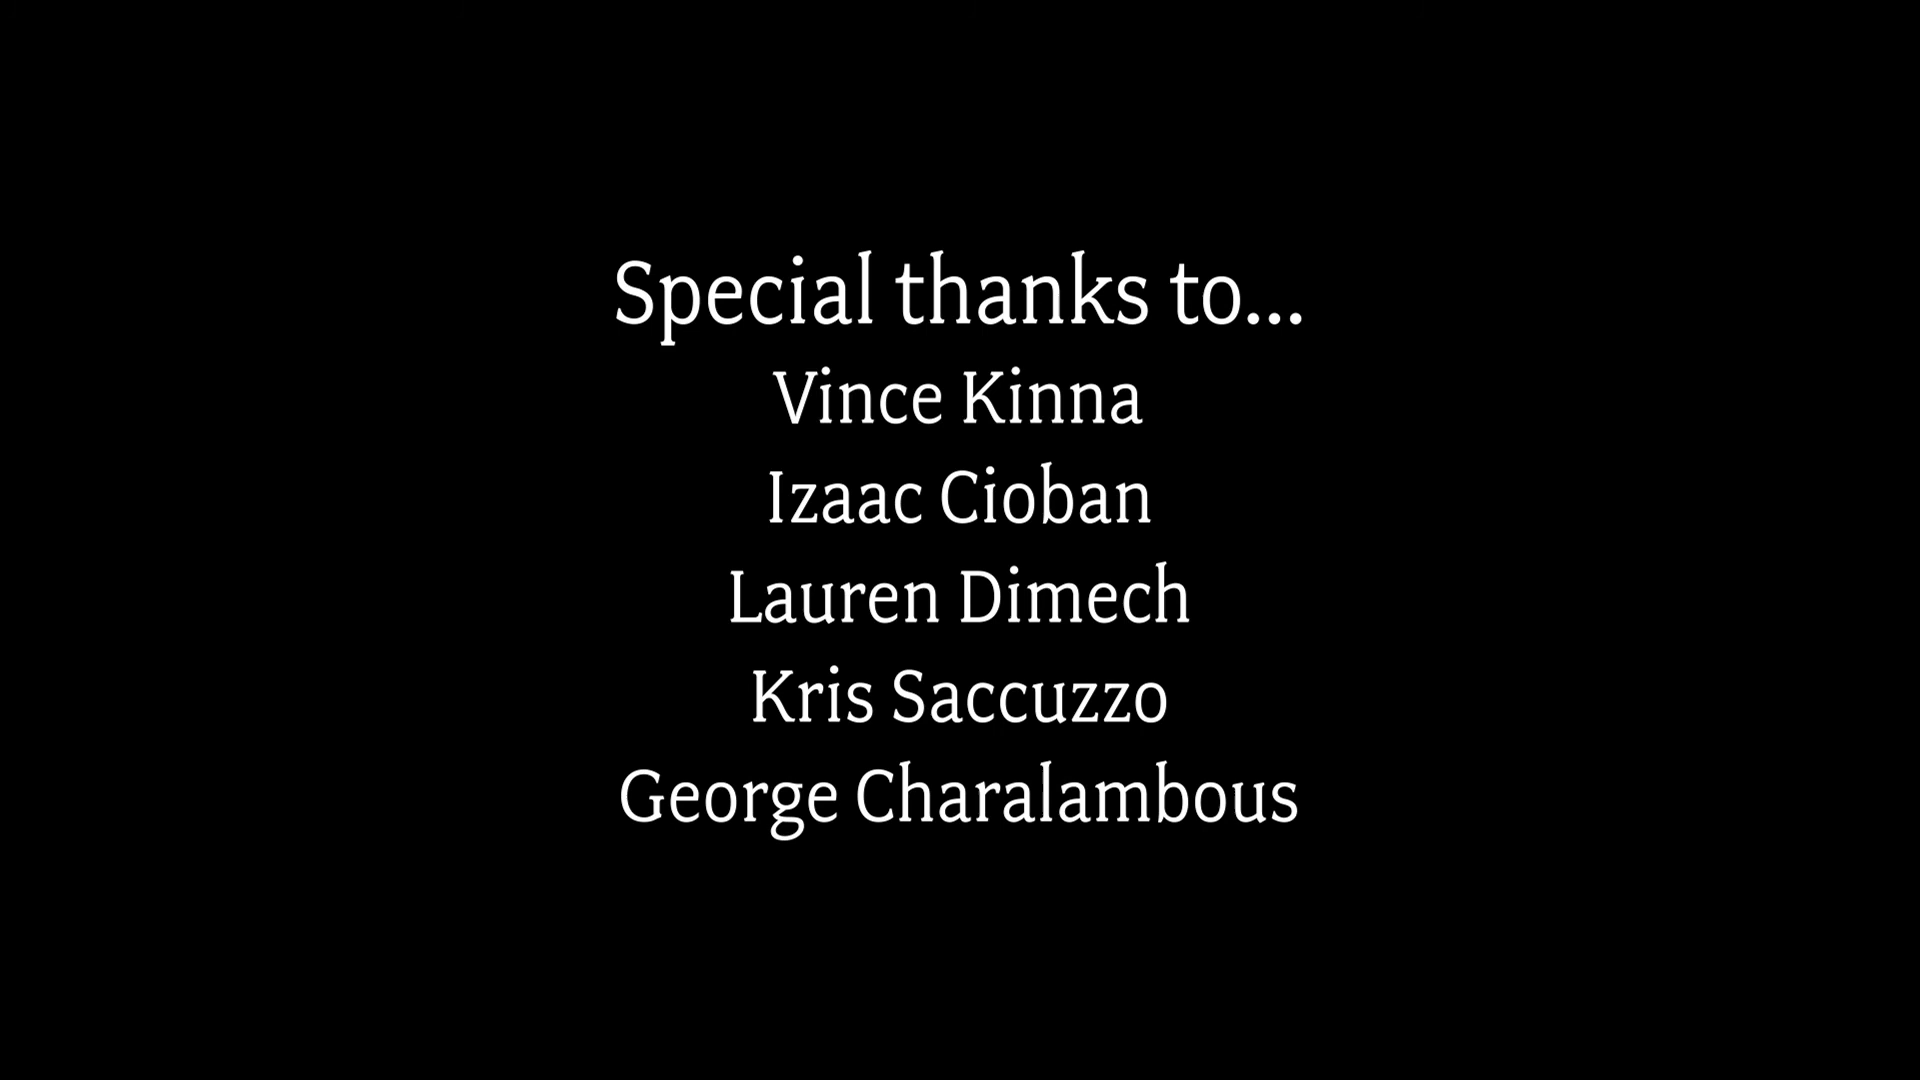 Special thanks to...
Vince Kinna
Izaac Cioban
Lauren Dimech
Kris Saccuzzo
George Charalambous